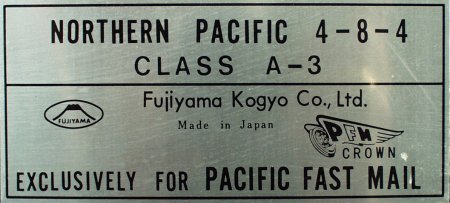 NORTHERN PACIFIC 4-8-4
CLASS A-3
FUJIYAMA
Fujiyama Kogyo Co., Ltd.
Made in Japan
PFM
CROWN
EXCLUSIVELY FOR PACIFIC FAST MAIL